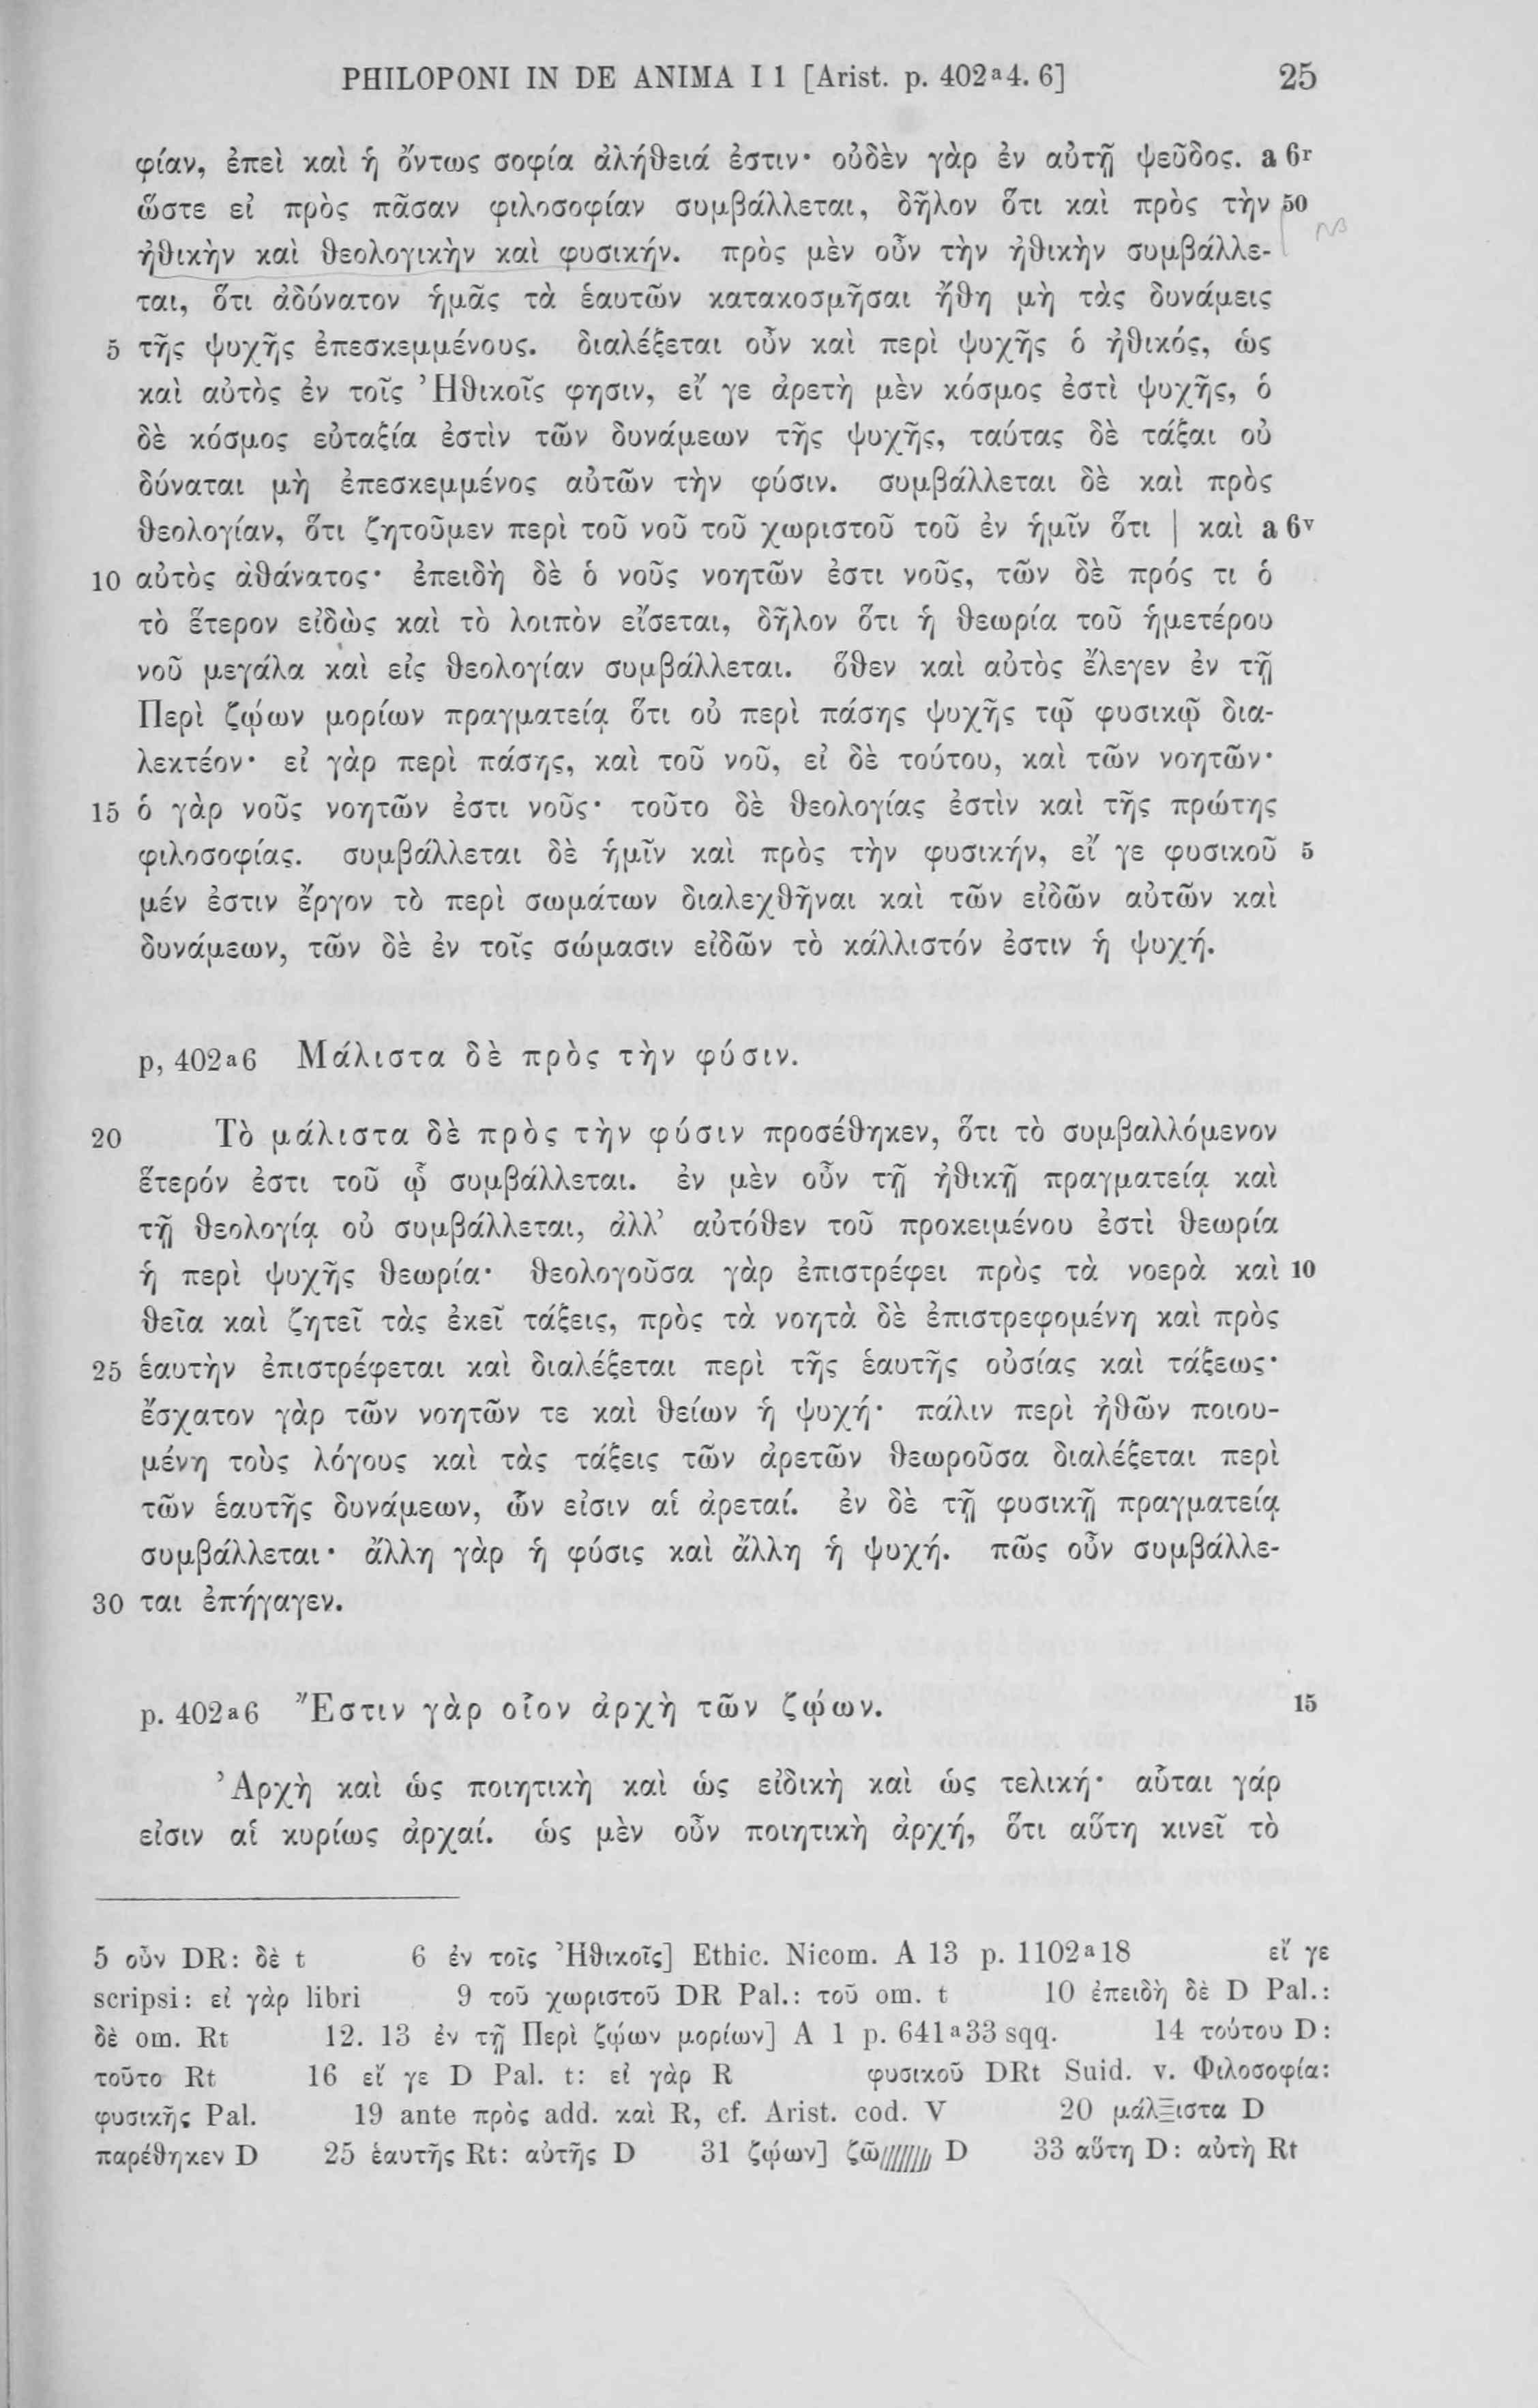 PHILOPONI IN DE ANIMA I 1 [Arist. p. 402ª4. 6] 25
φίαν, ἐπεὶ καὶ ἡ ὄντως σοφία ἀλήθειά ἐστιν· οὐδὲν γὰρ ἐν αὐτῇ ψεῦδος. a 6ʳ
ὥστε εἰ πρὸς πᾶσαν φιλοσοφίαν συμβάλλεται, δῆλον ὅτι καὶ πρὸς τὴν 50
ἠθικὴν καὶ θεολογικὴν καὶ φυσικήν. πρὸς μὲν οὖν τὴν ἠθικὴν συμβάλλε-
ται, ὅτι ἀδύνατον ἡμᾶς τὰ ἑαυτῶν κατακοσμῆσαι ἤθη μὴ τὰς δυνάμεις
5 τῆς ψυχῆς ἐπεσκεμμένους. διαλέξεται οὖν καὶ περὶ ψυχῆς ὁ ἠθικός, ὡς
καὶ αὐτὸς ἐν τοῖς Ἠθικοῖς φησιν, εἴ γε ἀρετὴ μὲν κόσμος ἐστὶ ψυχῆς, ὁ
δὲ κόσμος εὐταξία ἐστὶν τῶν δυνάμεων τῆς ψυχῆς, ταύτας δὲ τάξαι οὐ
δύναται μὴ ἐπεσκεμμένος αὐτῶν τὴν φύσιν. συμβάλλεται δὲ καὶ πρὸς
θεολογίαν, ὅτι ζητοῦμεν περὶ τοῦ νοῦ τοῦ χωριστοῦ τοῦ ἐν ἡμῖν ὅτι | καὶ a 6ᵛ
10 αὐτὸς ἀθάνατος· ἐπειδὴ δὲ ὁ νοῦς νοητῶν ἐστι νοῦς, τῶν δὲ πρός τι ὁ
τὸ ἕτερον εἰδὼς καὶ τὸ λοιπὸν εἴσεται, δῆλον ὅτι ἡ θεωρία τοῦ ἡμετέρου
νοῦ μεγάλα καὶ εἰς θεολογίαν συμβάλλεται. ὅθεν καὶ αὐτὸς ἔλεγεν ἐν τῇ
Περὶ ζῴων μορίων πραγματείᾳ ὅτι οὐ περὶ πάσης ψυχῆς τῷ φυσικῷ δια-
λεκτέον· εἰ γὰρ περὶ πάσης, καὶ τοῦ νοῦ, εἰ δὲ τούτου, καὶ τῶν νοητῶν·
15 ὁ γὰρ νοῦς νοητῶν ἐστι νοῦς· τοῦτο δὲ θεολογίας ἐστὶν καὶ τῆς πρώτης
φιλοσοφίας. συμβάλλεται δὲ ἡμῖν καὶ πρὸς τὴν φυσικήν, εἴ γε φυσικοῦ 5
μέν ἐστιν ἔργον τὸ περὶ σωμάτων διαλεχθῆναι καὶ τῶν εἰδῶν αὐτῶν καὶ
δυνάμεων, τῶν δὲ ἐν τοῖς σώμασιν εἰδῶν τὸ κάλλιστόν ἐστιν ἡ ψυχή.
p, 402ª6 Μάλιστα δὲ πρὸς τὴν φύσιν.
20 Τὸ μάλιστα δὲ πρὸς τὴν φύσιν προσέθηκεν, ὅτι τὸ συμβαλλόμενον
ἕτερόν ἐστι τοῦ ᾧ συμβάλλεται. ἐν μὲν οὖν τῇ ἠθικῇ πραγματείᾳ καὶ
τῇ θεολογίᾳ οὐ συμβάλλεται, ἀλλ' αὐτόθεν τοῦ προκειμένου ἐστὶ θεωρία
ἡ περὶ ψυχῆς θεωρία· θεολογοῦσα γὰρ ἐπιστρέφει πρὸς τὰ νοερὰ καὶ 10
θεῖα καὶ ζητεῖ τὰς ἐκεῖ τάξεις, πρὸς τὰ νοητὰ δὲ ἐπιστρεφομένη καὶ πρὸς
25 ἑαυτὴν ἐπιστρέφεται καὶ διαλέξεται περὶ τῆς ἑαυτῆς οὐσίας καὶ τάξεως·
ἔσχατον γὰρ τῶν νοητῶν τε καὶ θείων ἡ ψυχή· πάλιν περὶ ἠθῶν ποιου-
μένη τοὺς λόγους καὶ τὰς τάξεις τῶν ἀρετῶν θεωροῦσα διαλέξεται περὶ
τῶν ἑαυτῆς δυνάμεων, ὧν εἰσιν αἱ ἀρεταί. ἐν δὲ τῇ φυσικῇ πραγματείᾳ
συμβάλλεται· ἄλλη γὰρ ἡ φύσις καὶ ἄλλη ἡ ψυχή. πῶς οὖν συμβάλλε-
30 ται ἐπήγαγεν.
p. 402ª6 Ἔστιν γὰρ οἷον ἀρχὴ τῶν ζῴων. 15
Ἀρχὴ καὶ ὡς ποιητικὴ καὶ ὡς εἰδικὴ καὶ ὡς τελική· αὗται γάρ
εἰσιν αἱ κυρίως ἀρχαί. ὡς μὲν οὖν ποιητικὴ ἀρχή, ὅτι αὕτη κινεῖ τὸ
5 οὖν DR: δὲ t 6 ἐν τοῖς Ἠθικοῖς] Ethic. Nicom. A 13 p. 1102ª18 εἴ γε
scripsi: εἰ γὰρ libri 9 τοῦ χωριστοῦ DR Pal.: τοῦ om. t 10 ἐπειδὴ δὲ D Pal.:
δὲ om. Rt 12. 13 ἐν τῇ Περὶ ζῴων μορίων] A 1 p. 641ª33 sqq. 14 τούτου D:
τοῦτο Rt 16 εἴ γε D Pal. t: εἰ γὰρ R φυσικοῦ DRt Suid. v. Φιλοσοφία:
φυσικῆς Pal. 19 ante πρὸς add. καὶ R, cf. Arist. cod. V 20 μάλΞιστα D
παρέθηκεν D 25 ἑαυτῆς Rt: αὐτῆς D 31 ζῴων] ζῶ/////// D 33 αὕτη D: αὐτὴ Rt